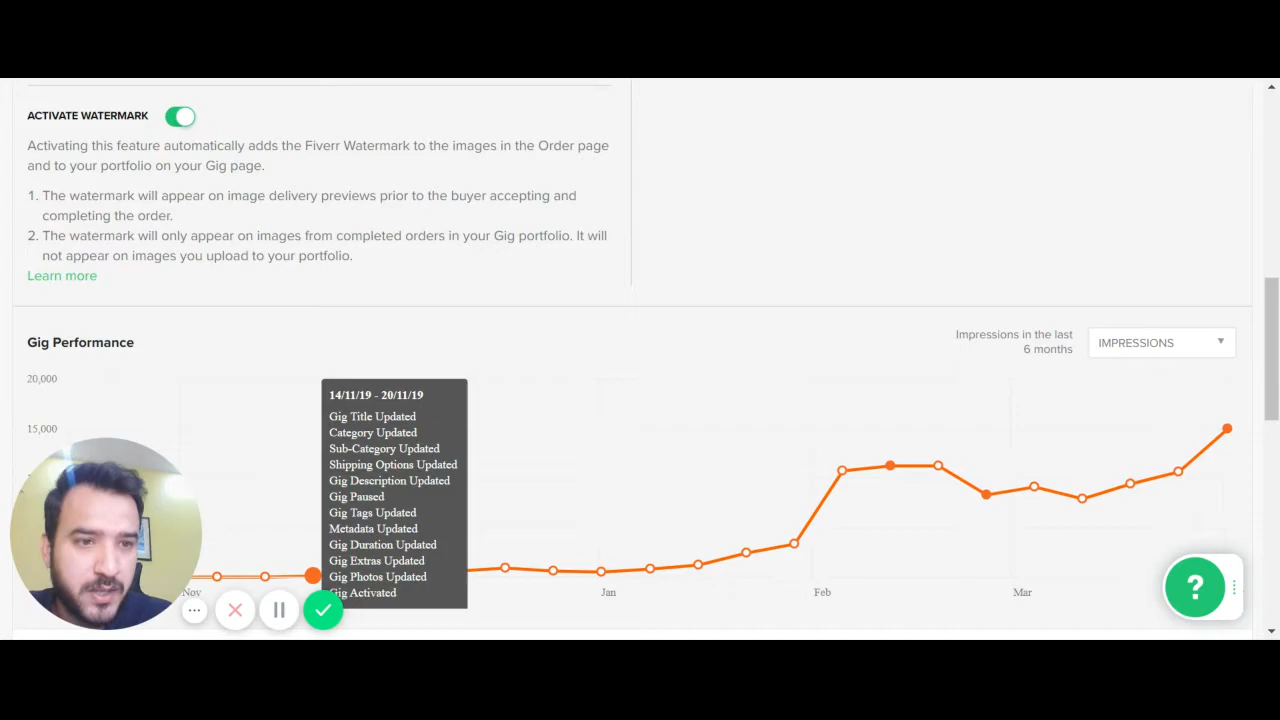 ACTIVATE WATERMARK
Activating this feature automatically adds the Fiverr Watermark to the images in the Order page
and to your portfolio on your Gig page.
1. The watermark will appear on image delivery previews prior to the buyer accepting and
completing the order.
2. The watermark will only appear on images from completed orders in your Gig portfolio. It will
not appear on images you upload to your portfolio.
Learn more
Gig Performance
Impressions in the last
6 months
IMPRESSIONS
20,000
15,000
14/11/19 - 20/11/19
Gig Title Updated
Category Updated
Sub-Category Updated
Shipping Options Updated
Gig Description Updated
Gig Paused
Gig Tags Updated
Metadata Updated
Gig Duration Updated
Gig Extras Updated
Gig Photos Updated
Gig Activated
Nov
Jan
Feb
Mar
?